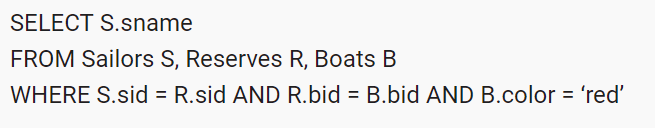 SELECT S.sname
FROM Sailors S, Reserves R, Boats B
WHERE S.sid = R.sid AND R.bid = B.bid AND B.color = ‘red’